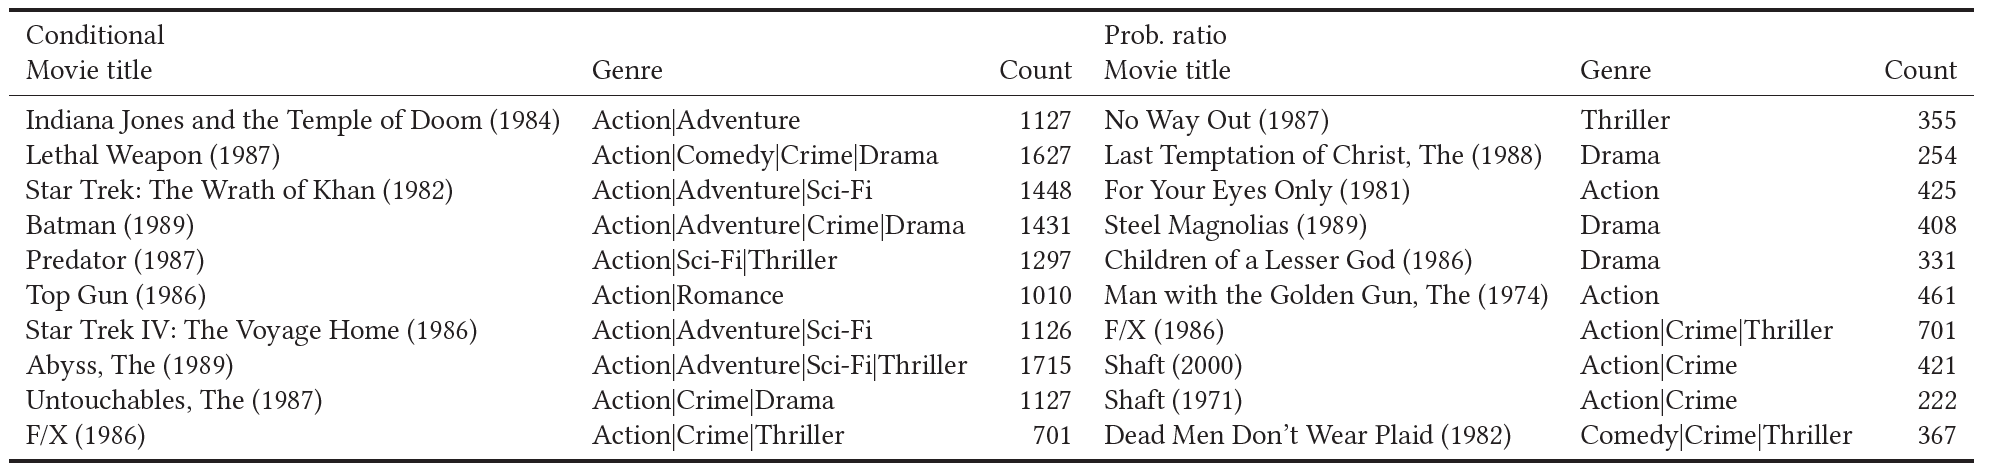 Conditional Prob. ratio
Movie title Genre Count Movie title Genre Count
Indiana Jones and the Temple of Doom (1984) Action|Adventure 1127 No Way Out (1987) Thriller 355
Lethal Weapon (1987) Action|Comedy|Crime|Drama 1627 Last Temptation of Christ, The (1988) Drama 254
Star Trek: The Wrath of Khan (1982) Action|Adventure|Sci-Fi 1448 For Your Eyes Only (1981) Action 425
Batman (1989) Action|Adventure|Crime|Drama 1431 Steel Magnolias (1989) Drama 408
Predator (1987) Action|Sci-Fi|Thriller 1297 Children of a Lesser God (1986) Drama 331
Top Gun (1986) Action|Romance 1010 Man with the Golden Gun, The (1974) Action 461
Star Trek IV: The Voyage Home (1986) Action|Adventure|Sci-Fi 1126 F/X (1986) Action|Crime|Thriller 701
Abyss, The (1989) Action|Adventure|Sci-Fi|Thriller 1715 Shaft (2000) Action|Crime 421
Untouchables, The (1987) Action|Crime|Drama 1127 Shaft (1971) Action|Crime 222
F/X (1986) Action|Crime|Thriller 701 Dead Men Don’t Wear Plaid (1982) Comedy|Crime|Thriller 367